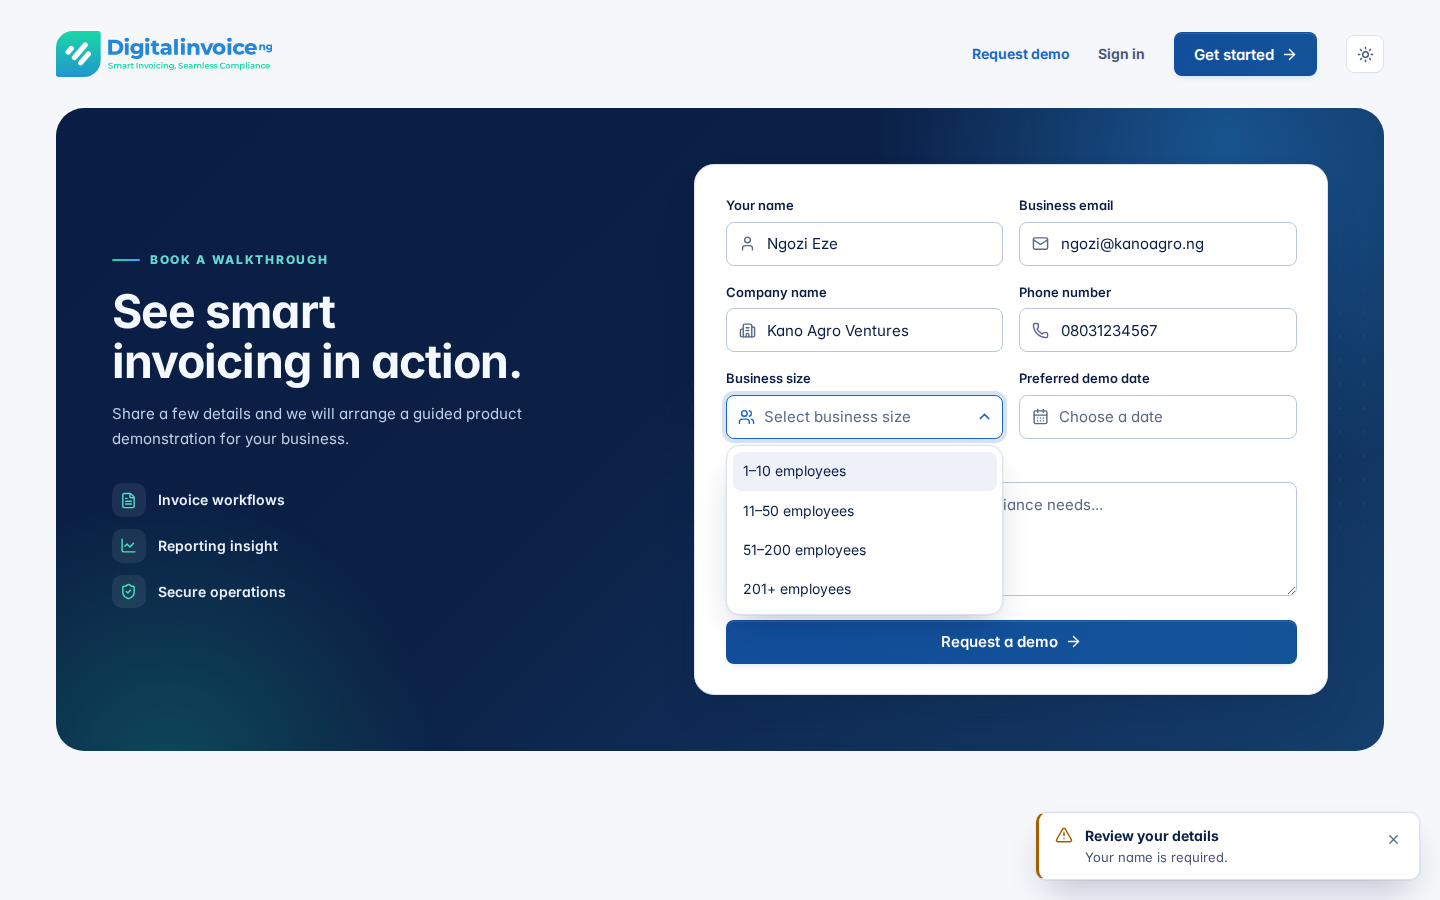 Digitalinvoice ng
Smart Invoicing, Seamless Compliance
Request demo
Sign in
Get started
BOOK A WALKTHROUGH
See smart
invoicing in action.
Share a few details and we will arrange a guided product
demonstration for your business.
Invoice workflows
Reporting insight
Secure operations
Your name
Business email
Ngozi Eze
ngozi@kanoagro.ng
Company name
Phone number
Kano Agro Ventures
08031234567
Business size
Preferred demo date
Select business size
Choose a date
1–10 employees
11–50 employees
51–200 employees
201+ employees
needs...
Request a demo
Review your details
Your name is required.